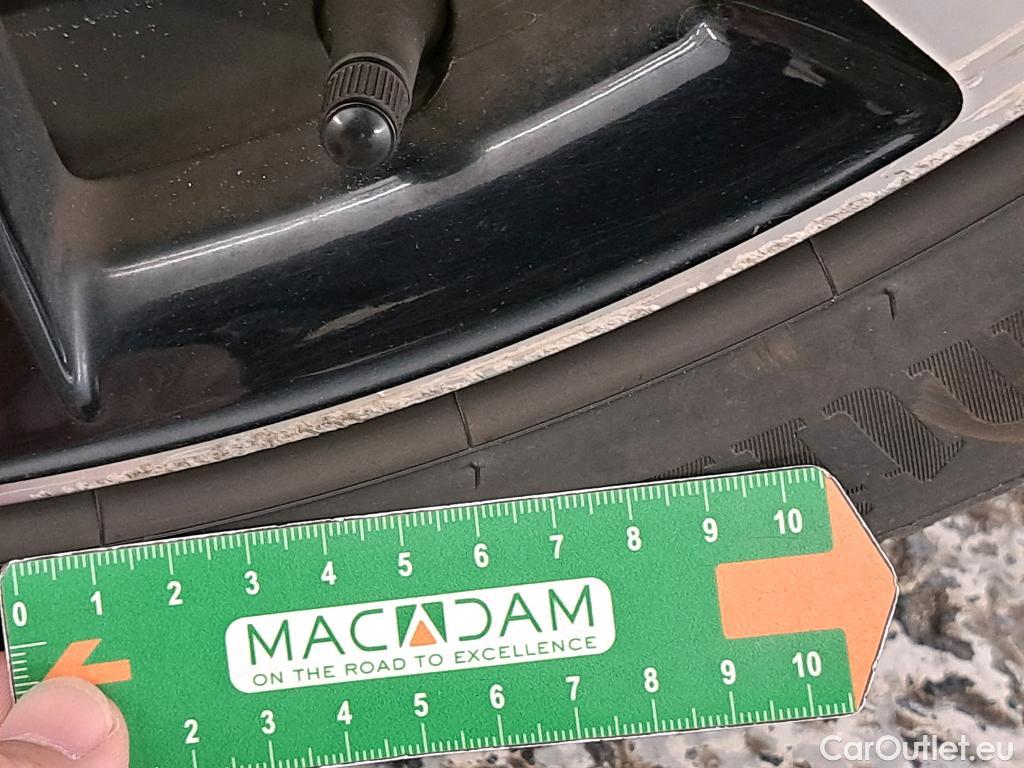 0 1 2 3 4 5 6 7 8 9 10
MACADAM
ON THE ROAD TO EXCELLENCE
2 3 4 5 6 7 8 9 10
CarOutlet.eu